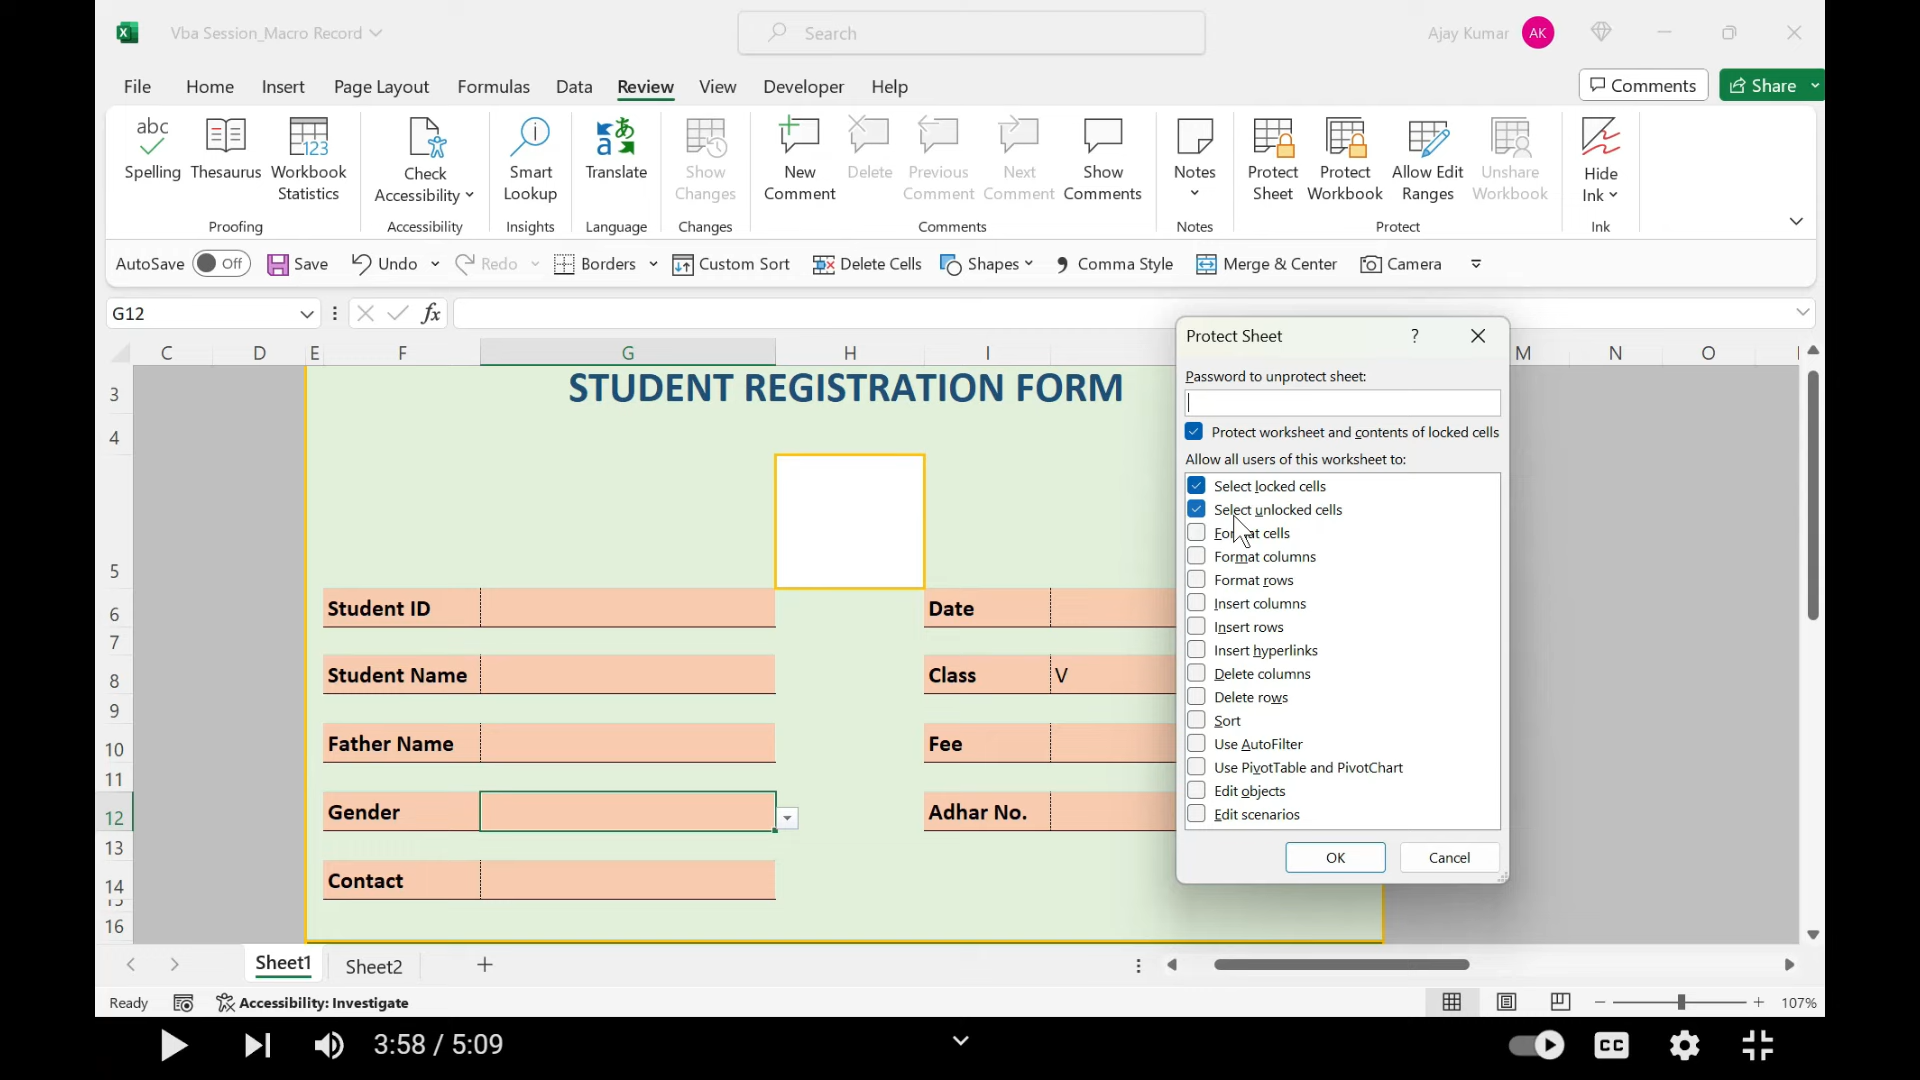 Vba Session_Macro Record
Search
Ajay Kumar AK
File Home Insert Page Layout Formulas Data Review View Developer Help
Comments Share
Spelling
Thesaurus
Workbook Statistics
Check Accessibility
Smart Lookup
Translate
Show Changes
New Comment
Delete
Previous Comment
Next Comment
Show Comments
Notes
Protect Sheet
Protect Workbook
Allow Edit Ranges
Unshare Workbook
Hide Ink
Proofing Accessibility Insights Language Changes Comments Notes Protect Ink
AutoSave Off Save Undo Redo Borders Custom Sort Delete Cells Shapes Comma Style Merge & Center Camera
G12 fx
C D E F G H I M N O
3 STUDENT REGISTRATION FORM
4
5
6 Student ID Date
7
8 Student Name Class V
9
10 Father Name Fee
11
12 Gender Adhar No.
13
14 Contact
15
16
Protect Sheet ?
Password to unprotect sheet:
Protect worksheet and contents of locked cells
Allow all users of this worksheet to:
Select locked cells
Select unlocked cells
Format cells
Format columns
Format rows
Insert columns
Insert rows
Insert hyperlinks
Delete columns
Delete rows
Sort
Use AutoFilter
Use PivotTable and PivotChart
Edit objects
Edit scenarios
OK Cancel
Sheet1 Sheet2
Ready Accessibility: Investigate 107%
3:58 / 5:09 CC